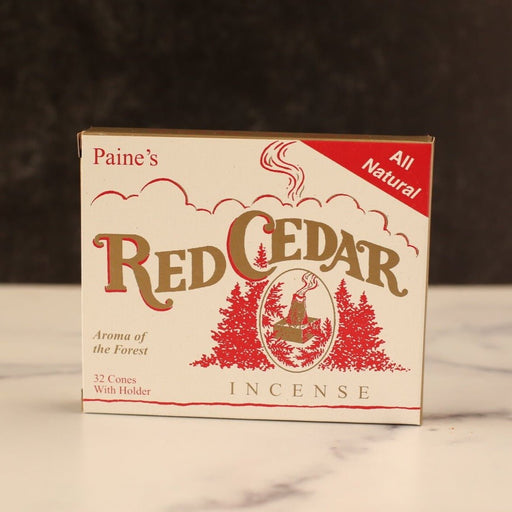 Paine's
All
Natural
RED CEDAR
Aroma of
the Forest
32 Cones
With Holder
INCENSE